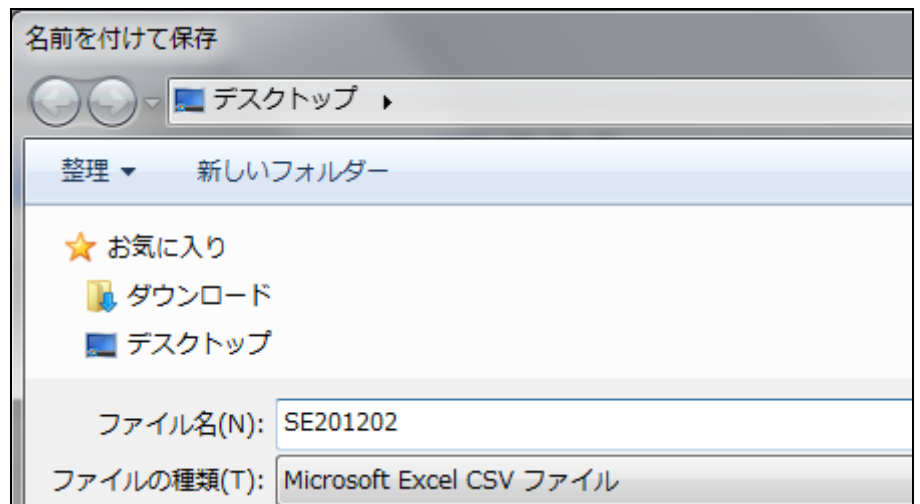 名前を付けて保存
デスクトップ
整理 新しいフォルダー
お気に入り
ダウンロード
デスクトップ
ファイル名(N): SE201202
ファイルの種類(T): Microsoft Excel CSV ファイル